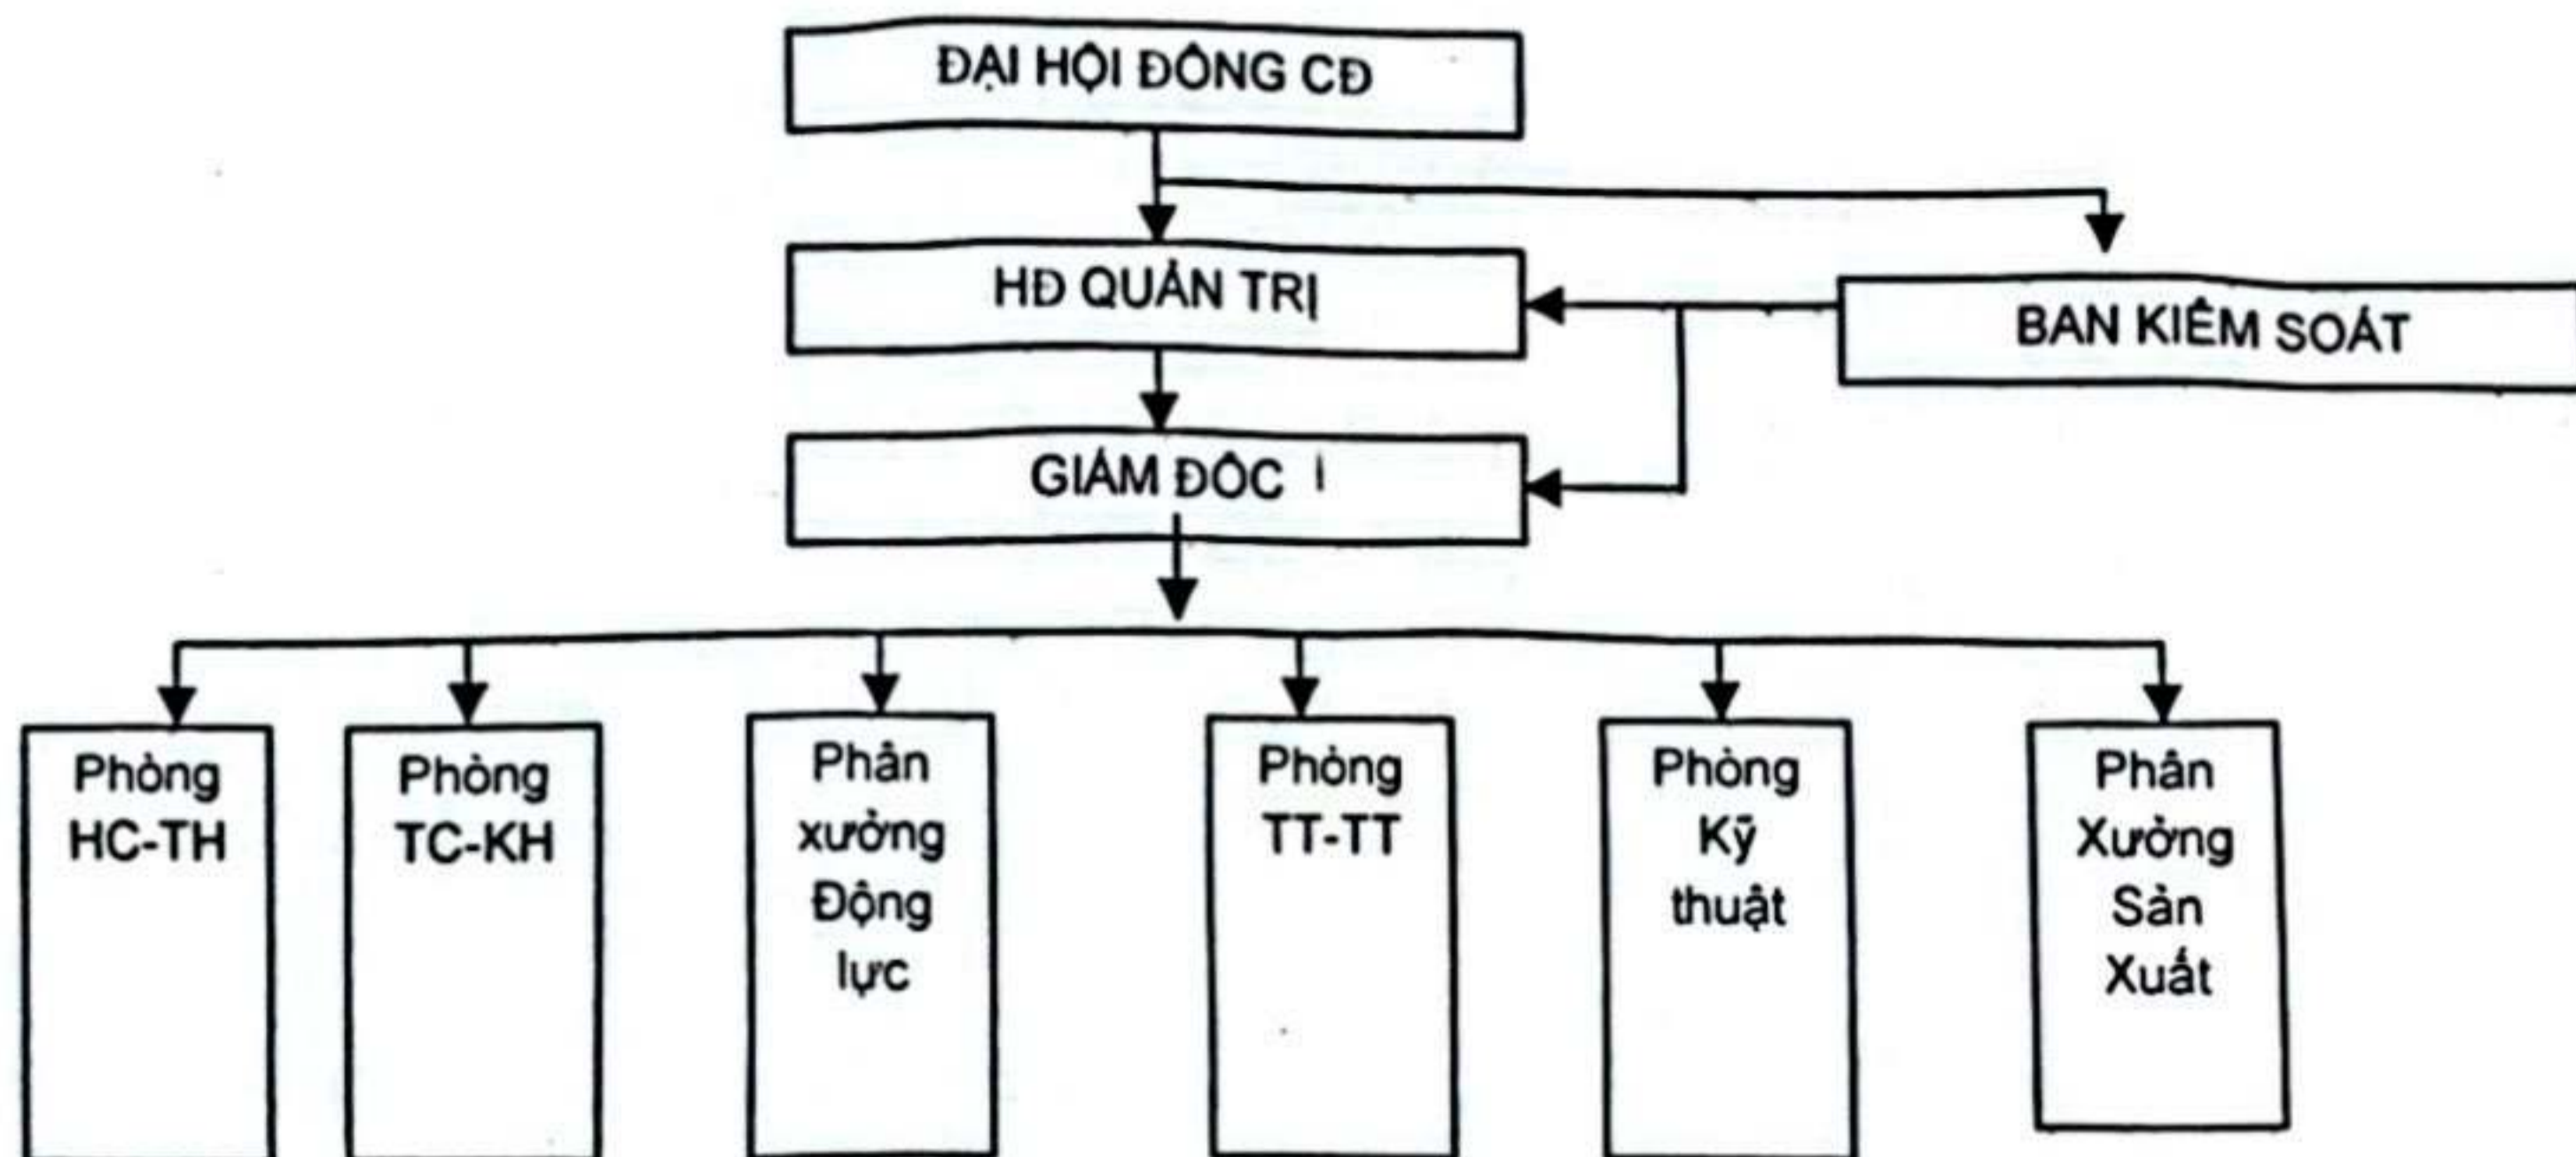 ĐẠI HỘI ĐỒNG CĐ
HĐ QUẢN TRỊ
BAN KIỂM SOÁT
GIÁM ĐỐC
Phòng
HC-TH
Phòng
TC-KH
Phân
xưởng
Động
lực
Phòng
TT-TT
Phòng
Kỹ
thuật
Phân
Xưởng
Sản
Xuất